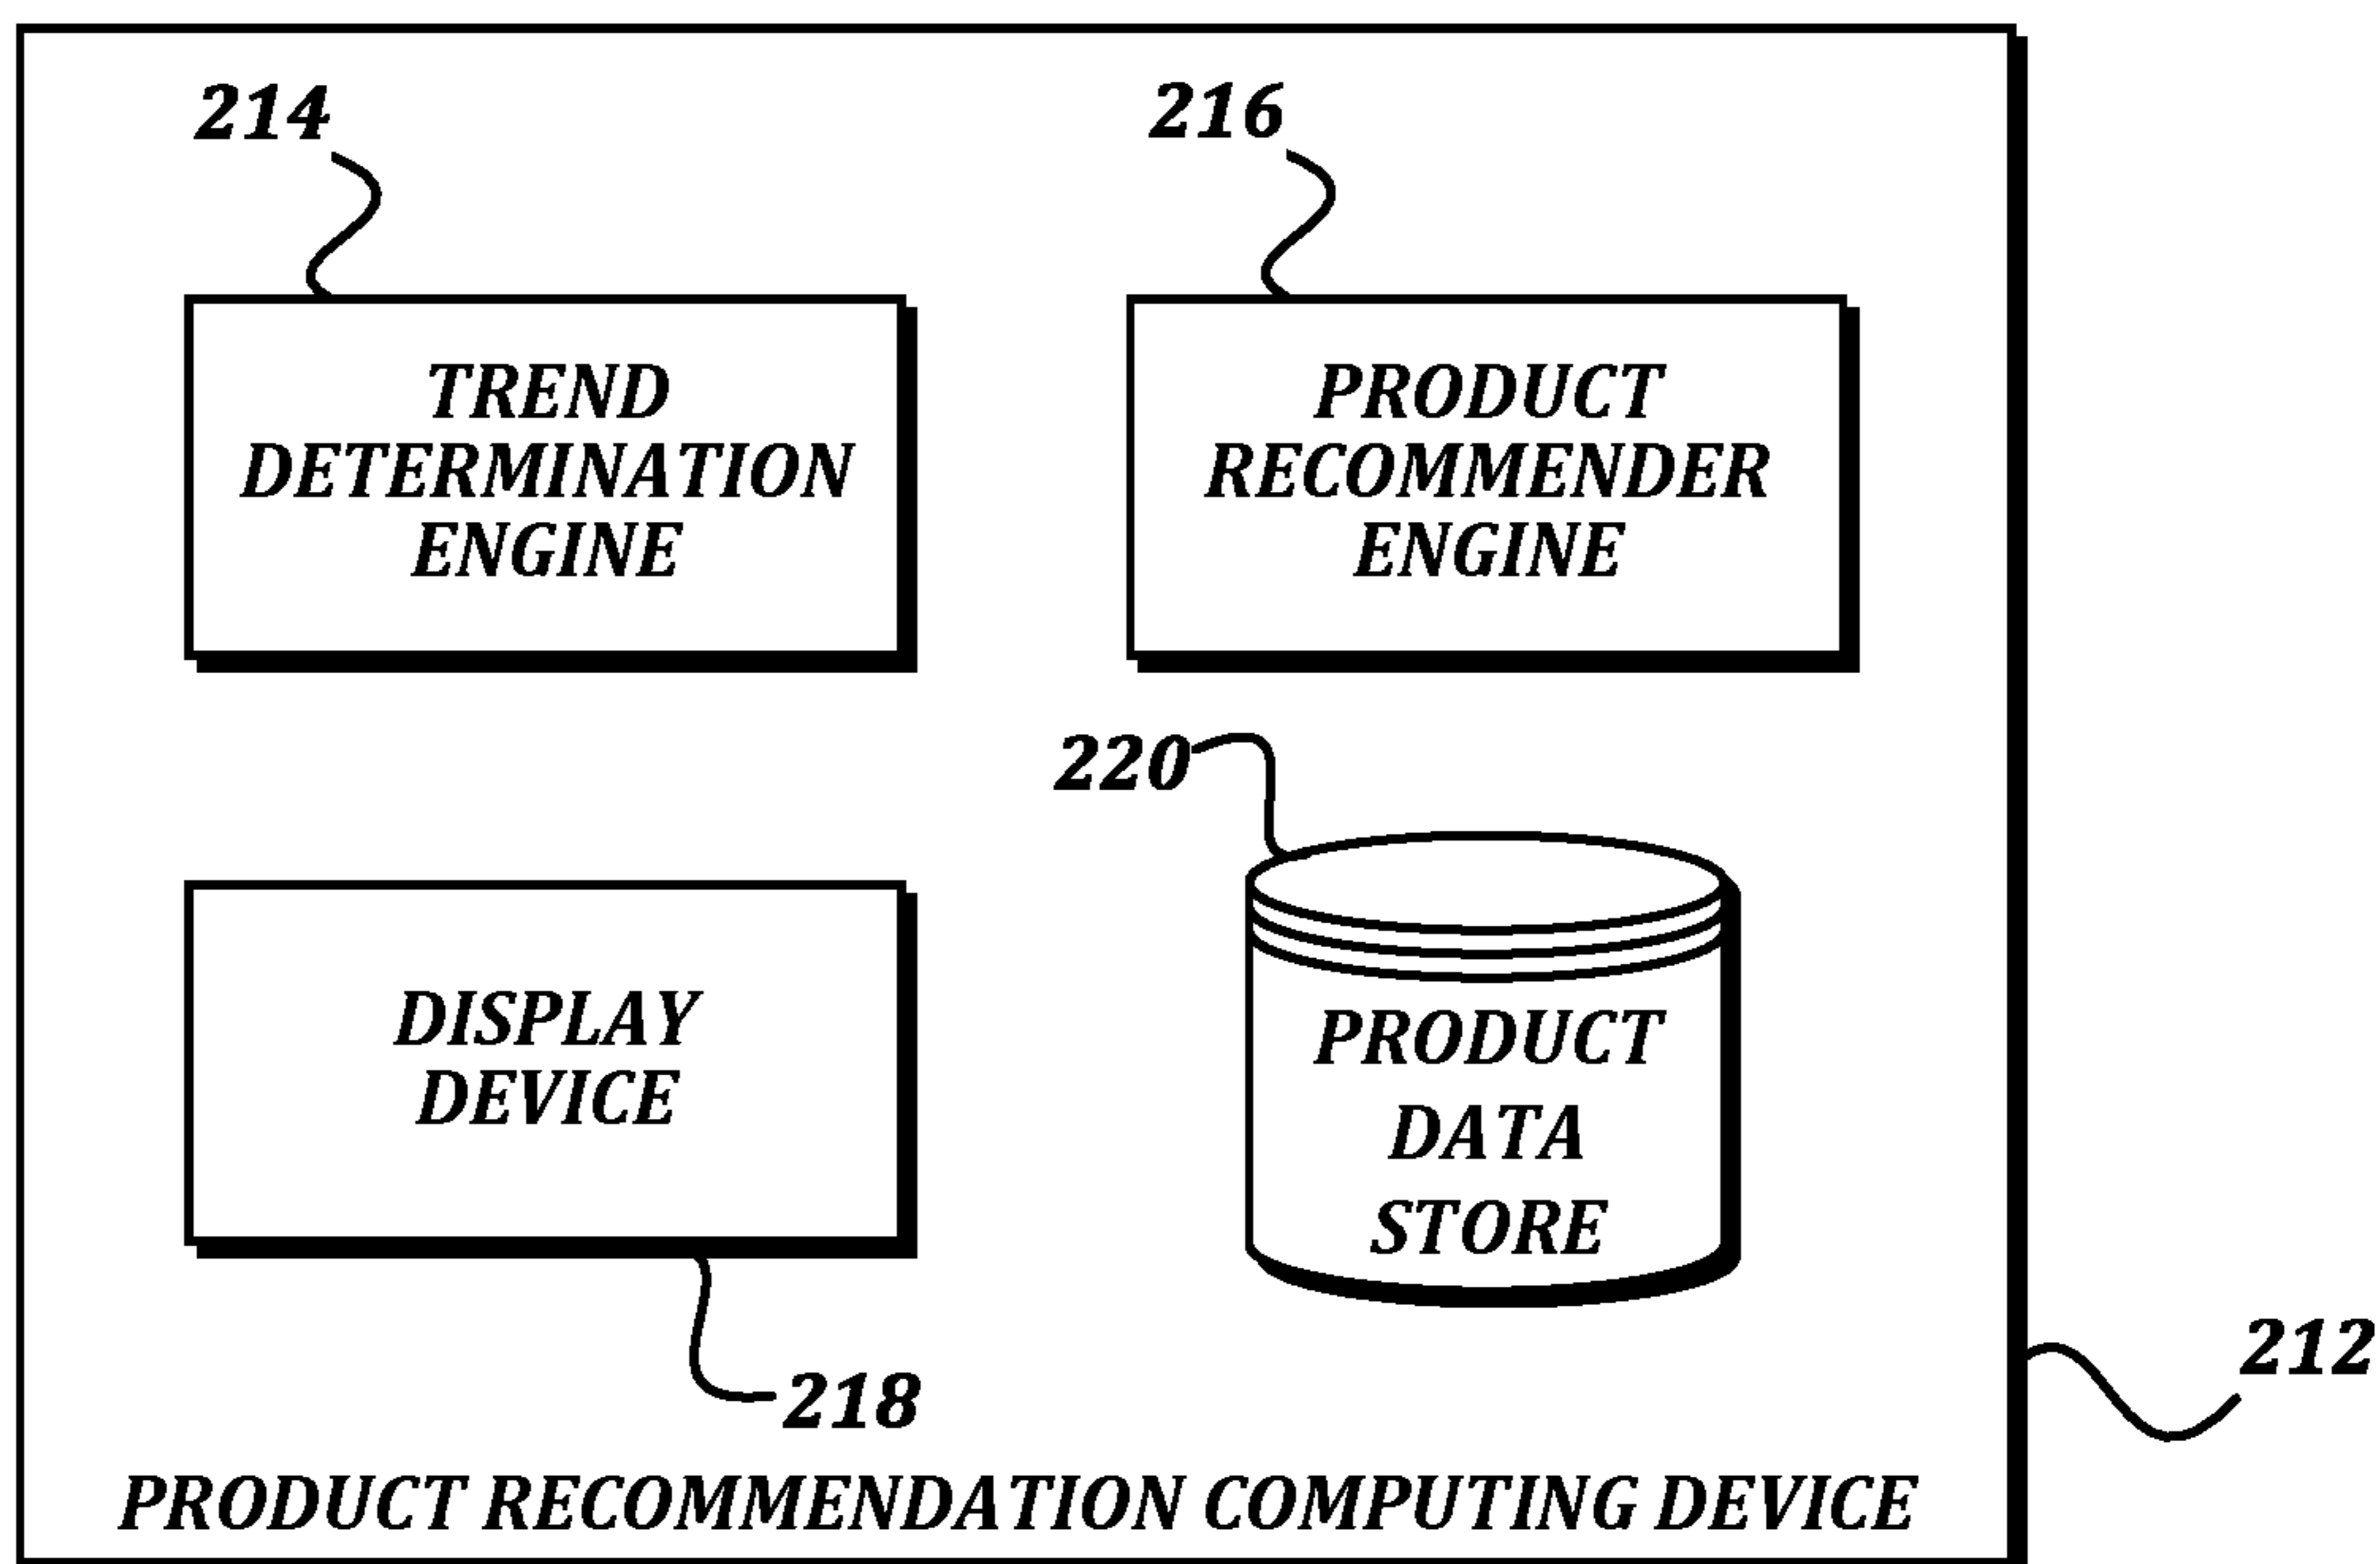 214
216
TREND
DETERMINATION
ENGINE
PRODUCT
RECOMMENDER
ENGINE
220
DISPLAY
DEVICE
PRODUCT
DATA
STORE
218
212
PRODUCT RECOMMENDATION COMPUTING DEVICE